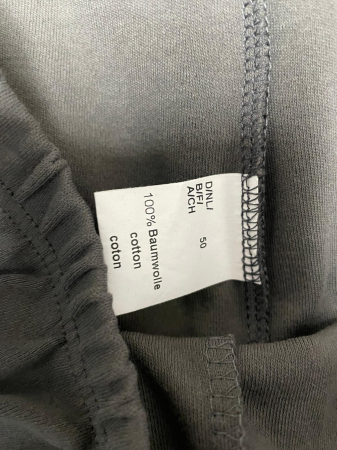 D/NL/
B/F/
A/CH
50
100% Baumwolle
cotton
coton